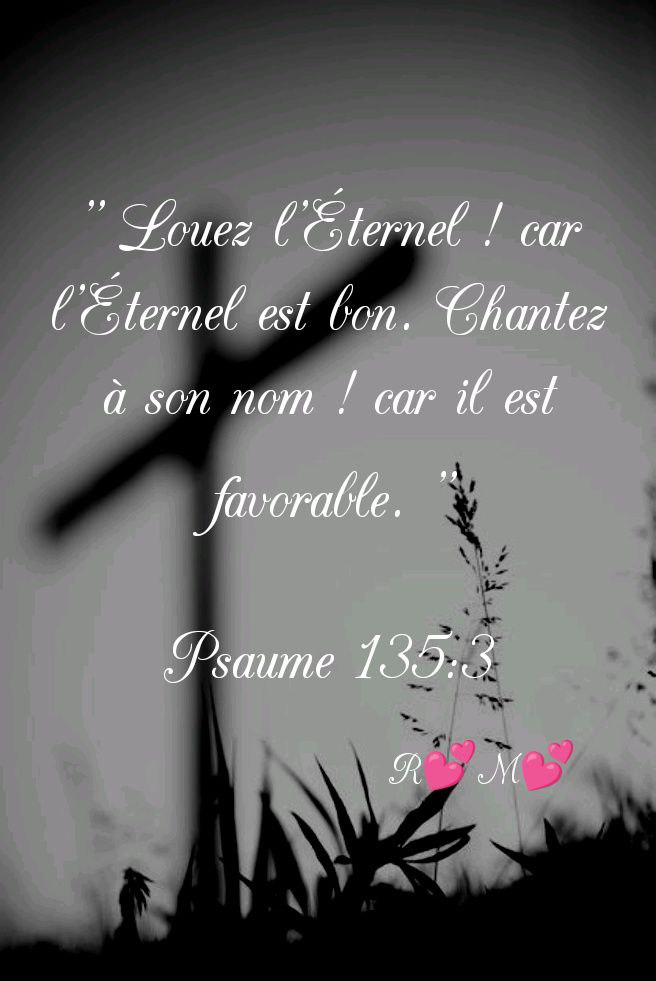 " Louez l'Éternel ! car
l'Éternel est bon. Chantez
à son nom ! car il est
favorable. "
Psaume 135:3
R💕 M💕